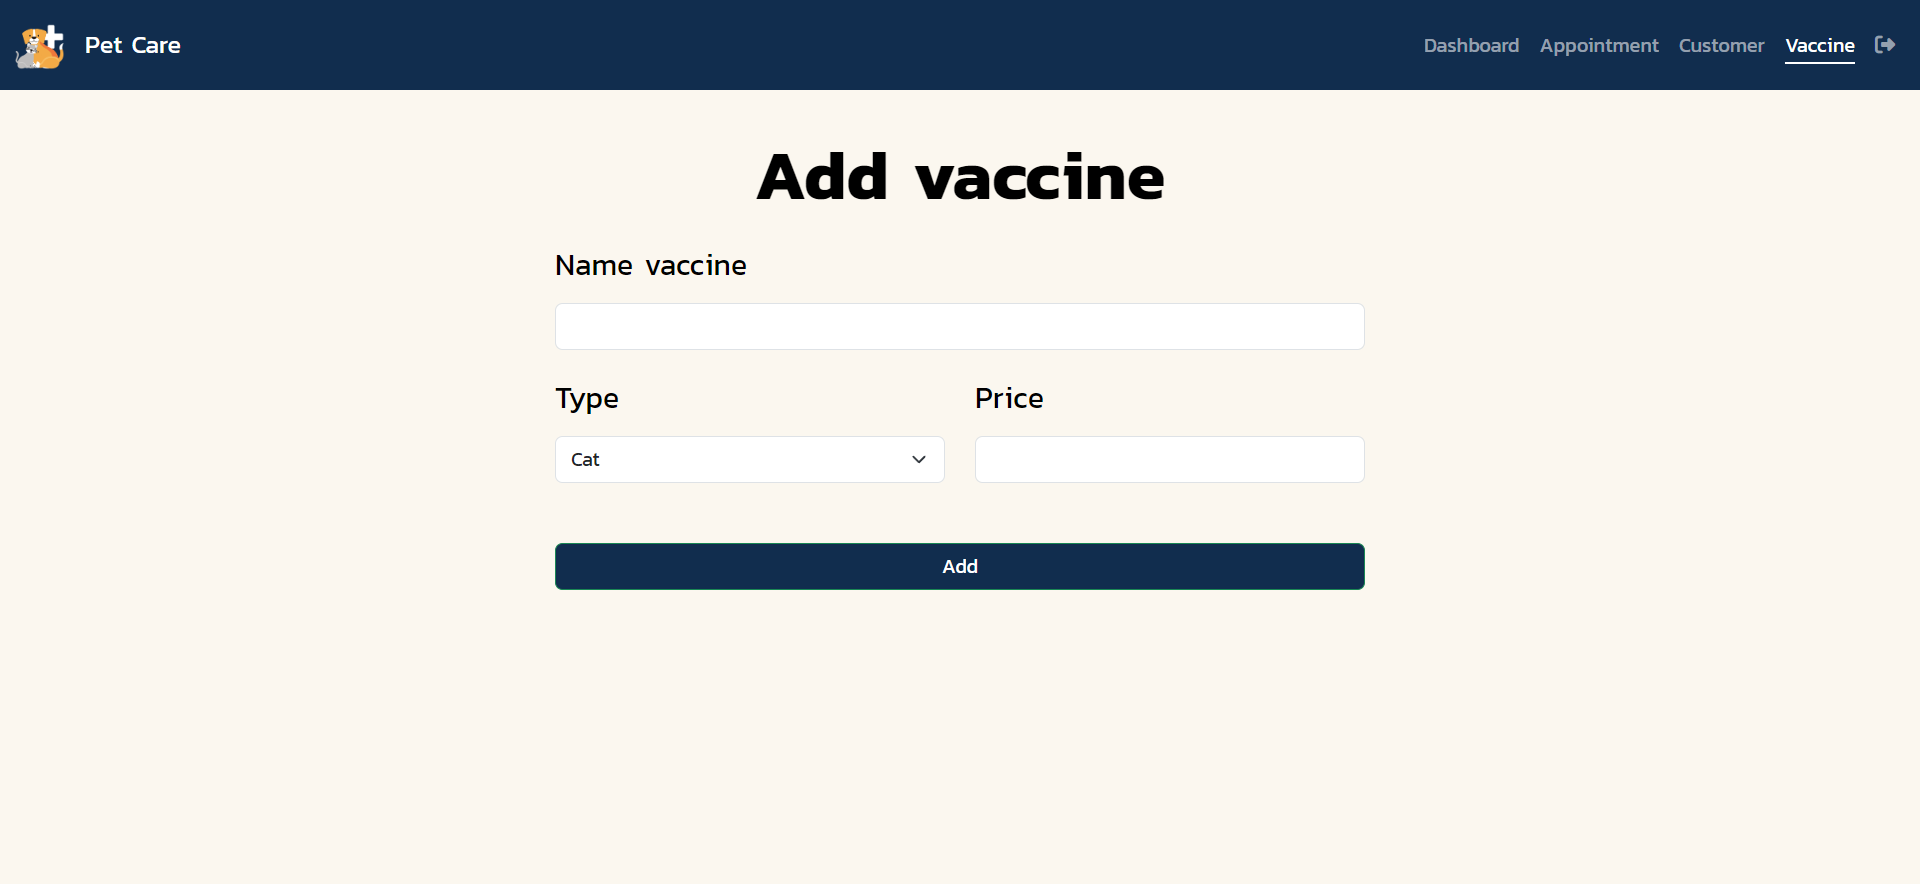 Pet Care
Dashboard Appointment Customer Vaccine
Add vaccine
Name vaccine
Type Price
Cat
Add